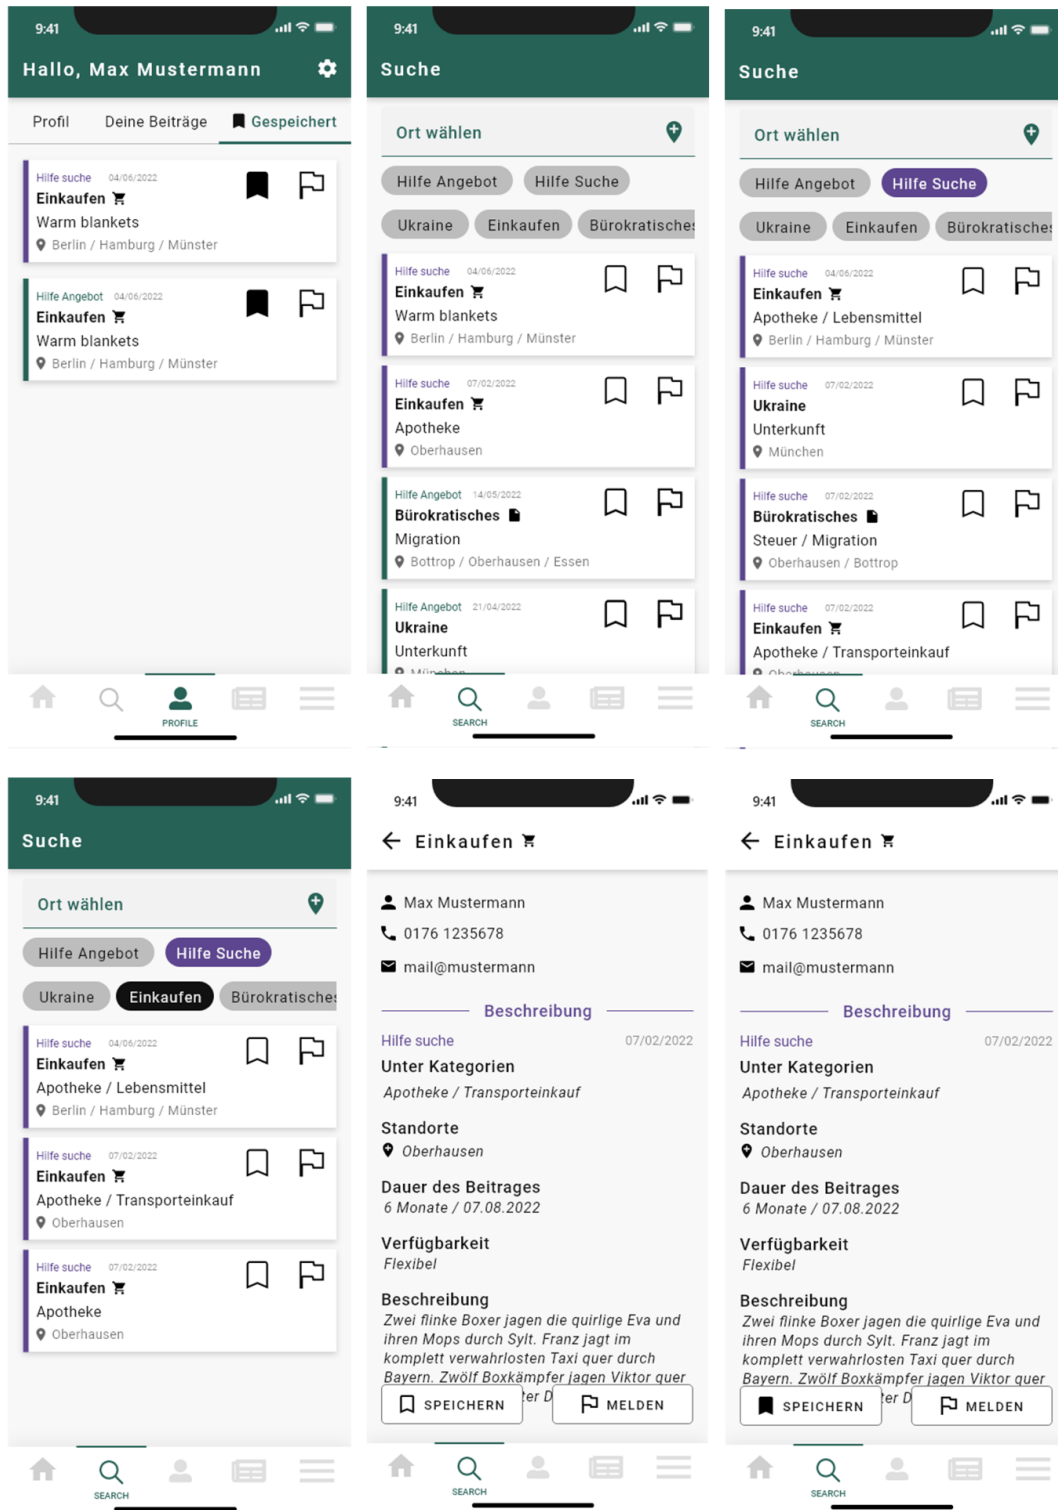 9:41
Hallo, Max Mustermann
Profil Deine Beiträge Gespeichert
Hilfe suche 04/06/2022
Einkaufen
Warm blankets
Berlin / Hamburg / Münster
Hilfe Angebot 04/06/2022
Einkaufen
Warm blankets
Berlin / Hamburg / Münster
PROFILE
9:41
Suche
Ort wählen
Hilfe Angebot Hilfe Suche
Ukraine Einkaufen Bürokratisches
Hilfe suche 04/06/2022
Einkaufen
Warm blankets
Berlin / Hamburg / Münster
Hilfe suche 07/02/2022
Einkaufen
Apotheke
Oberhausen
Hilfe Angebot 14/05/2022
Bürokratisches
Migration
Bottrop / Oberhausen / Essen
Hilfe Angebot 21/04/2022
Ukraine
Unterkunft
München
SEARCH
9:41
Suche
Ort wählen
Hilfe Angebot Hilfe Suche
Ukraine Einkaufen Bürokratisches
Hilfe suche 04/06/2022
Einkaufen
Apotheke / Lebensmittel
Berlin / Hamburg / Münster
Hilfe suche 07/02/2022
Ukraine
Unterkunft
München
Hilfe suche 07/02/2022
Bürokratisches
Steuer / Migration
Oberhausen / Bottrop
Hilfe suche 07/02/2022
Einkaufen
Apotheke / Transporteinkauf
Oberhausen
SEARCH
9:41
Suche
Ort wählen
Hilfe Angebot Hilfe Suche
Ukraine Einkaufen Bürokratisches
Hilfe suche 04/06/2022
Einkaufen
Apotheke / Lebensmittel
Berlin / Hamburg / Münster
Hilfe suche 07/02/2022
Einkaufen
Apotheke / Transporteinkauf
Oberhausen
Hilfe suche 07/02/2022
Einkaufen
Apotheke
Oberhausen
SEARCH
9:41
Einkaufen
Max Mustermann
0176 1235678
mail@mustermann
Beschreibung
Hilfe suche 07/02/2022
Unter Kategorien
Apotheke / Transporteinkauf
Standorte
Oberhausen
Dauer des Beitrages
6 Monate / 07.08.2022
Verfügbarkeit
Flexibel
Beschreibung
Zwei flinke Boxer jagen die quirlige Eva und
ihren Mops durch Sylt. Franz jagt im
komplett verwahrlosten Taxi quer durch
Bayern. Zwölf Boxkämpfer jagen Viktor quer
ter D
SPEICHERN MELDEN
SEARCH
9:41
Einkaufen
Max Mustermann
0176 1235678
mail@mustermann
Beschreibung
Hilfe suche 07/02/2022
Unter Kategorien
Apotheke / Transporteinkauf
Standorte
Oberhausen
Dauer des Beitrages
6 Monate / 07.08.2022
Verfügbarkeit
Flexibel
Beschreibung
Zwei flinke Boxer jagen die quirlige Eva und
ihren Mops durch Sylt. Franz jagt im
komplett verwahrlosten Taxi quer durch
Bayern. Zwölf Boxkämpfer jagen Viktor quer
ter D
SPEICHERN MELDEN
SEARCH